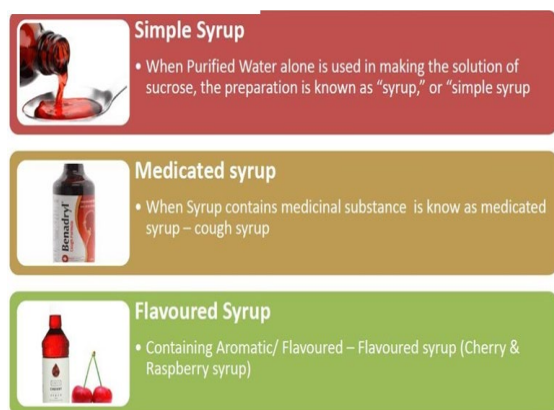 Simple Syrup
• When Purified Water alone is used in making the solution of
sucrose, the preparation is known as “syrup,” or “simple syrup
Medicated syrup
• When Syrup contains medicinal substance is know as medicated
syrup – cough syrup
Benadryl
Flavoured Syrup
• Containing Aromatic/ Flavoured – Flavoured syrup (Cherry &
Raspberry syrup)